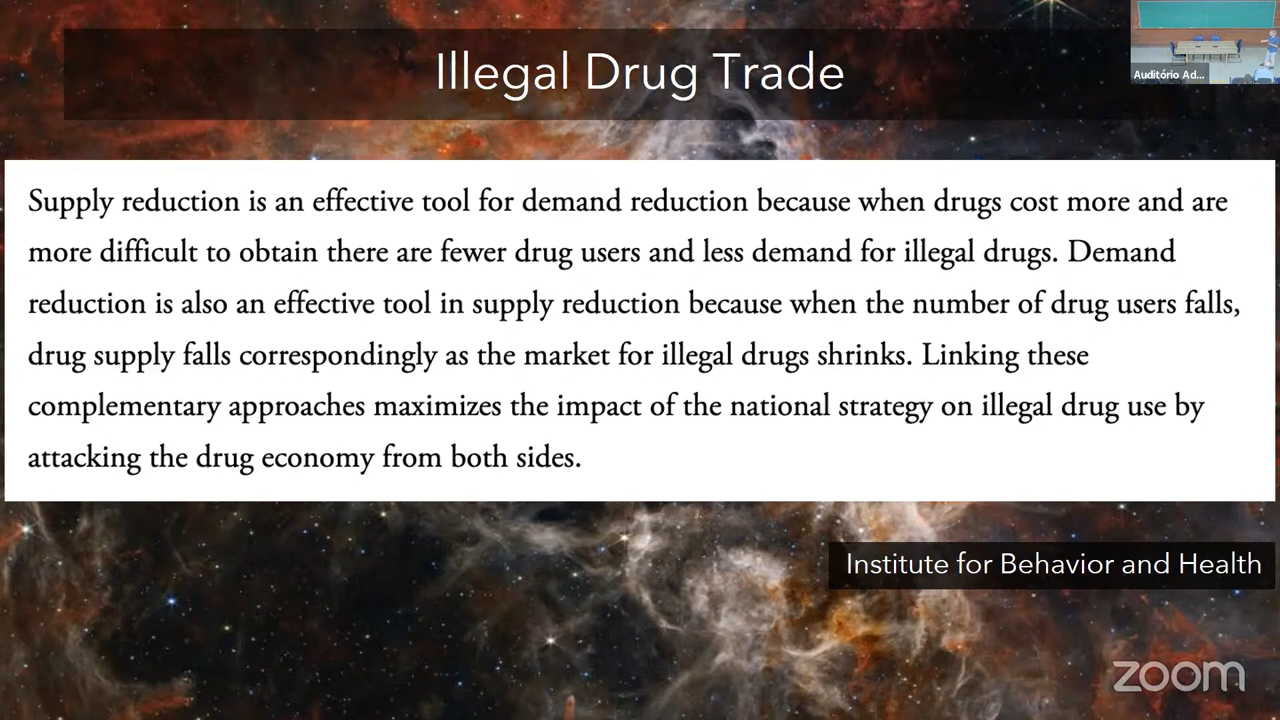 Illegal Drug Trade
Auditório Ad...
Supply reduction is an effective tool for demand reduction because when drugs cost more and are
more difficult to obtain there are fewer drug users and less demand for illegal drugs. Demand
reduction is also an effective tool in supply reduction because when the number of drug users falls,
drug supply falls correspondingly as the market for illegal drugs shrinks. Linking these
complementary approaches maximizes the impact of the national strategy on illegal drug use by
attacking the drug economy from both sides.
Institute for Behavior and Health
zoom